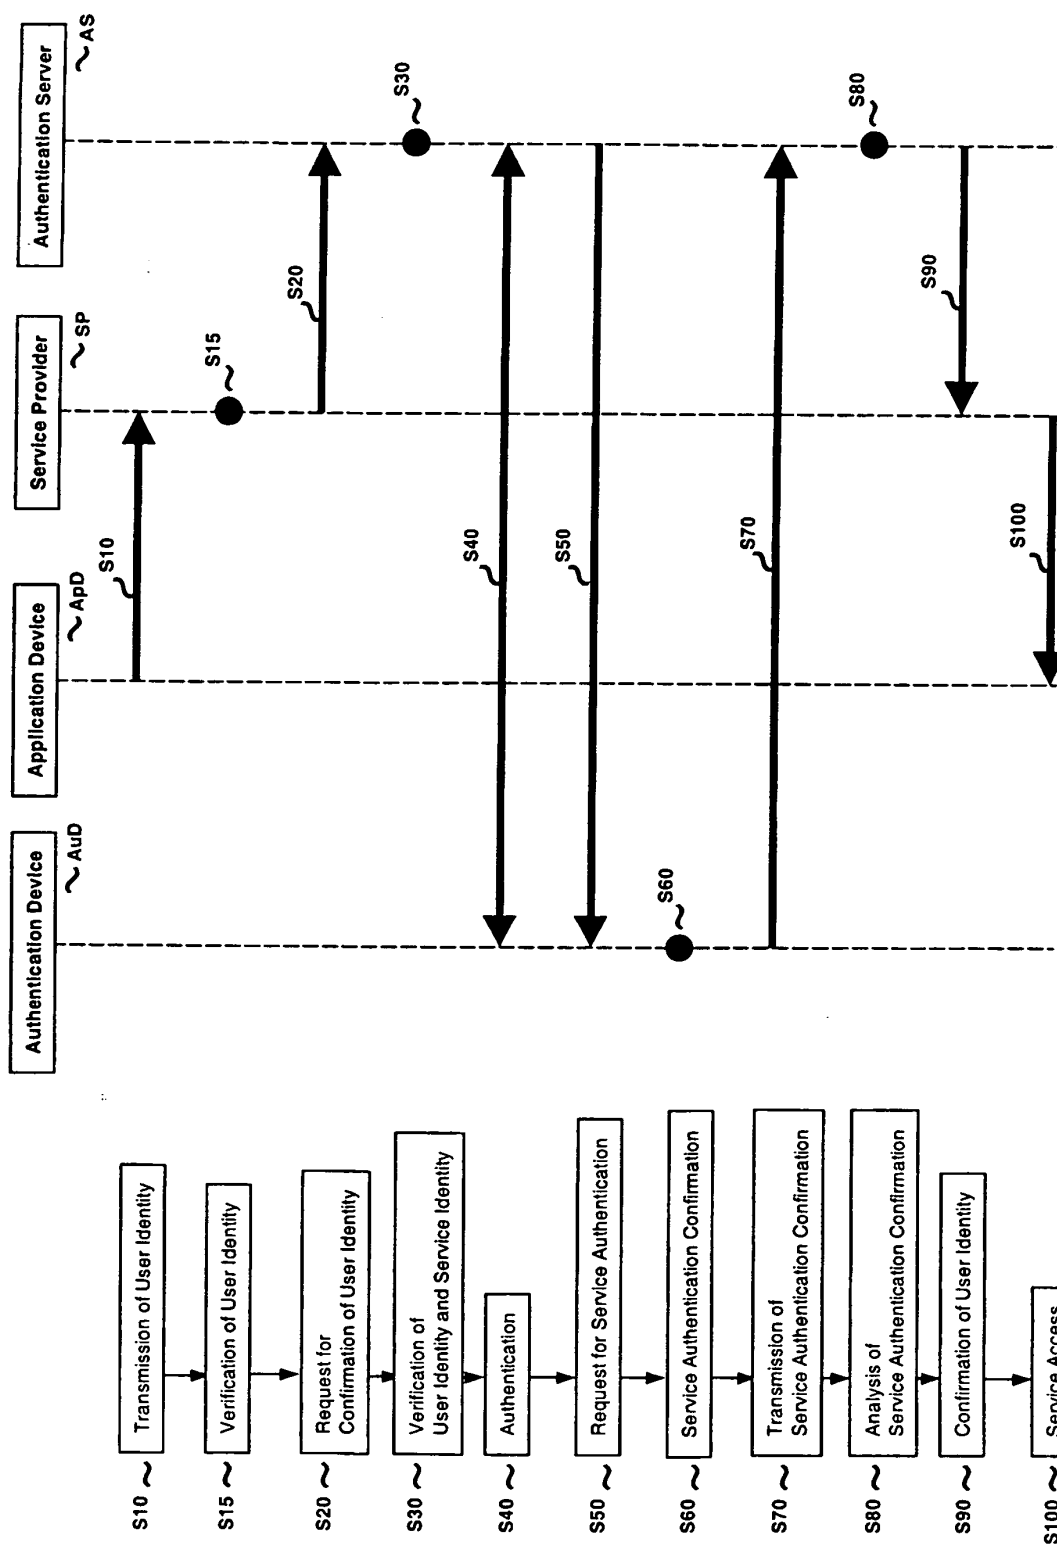 Authentication Device
AuD
Application Device
ApD
Service Provider
SP
Authentication Server
AS
S10
S15
S20
S30
S40
S50
S60
S70
S80
S90
S100
S10
Transmission of User Identity
S15
Verification of User Identity
S20
Request for
Confirmation of User Identity
S30
Verification of
User Identity and Service Identity
S40
Authentication
S50
Request for Service Authentication
S60
Service Authentication Confirmation
S70
Transmission of
Service Authentication Confirmation
S80
Analysis of
Service Authentication Confirmation
S90
Confirmation of User Identity
S100
Service Access